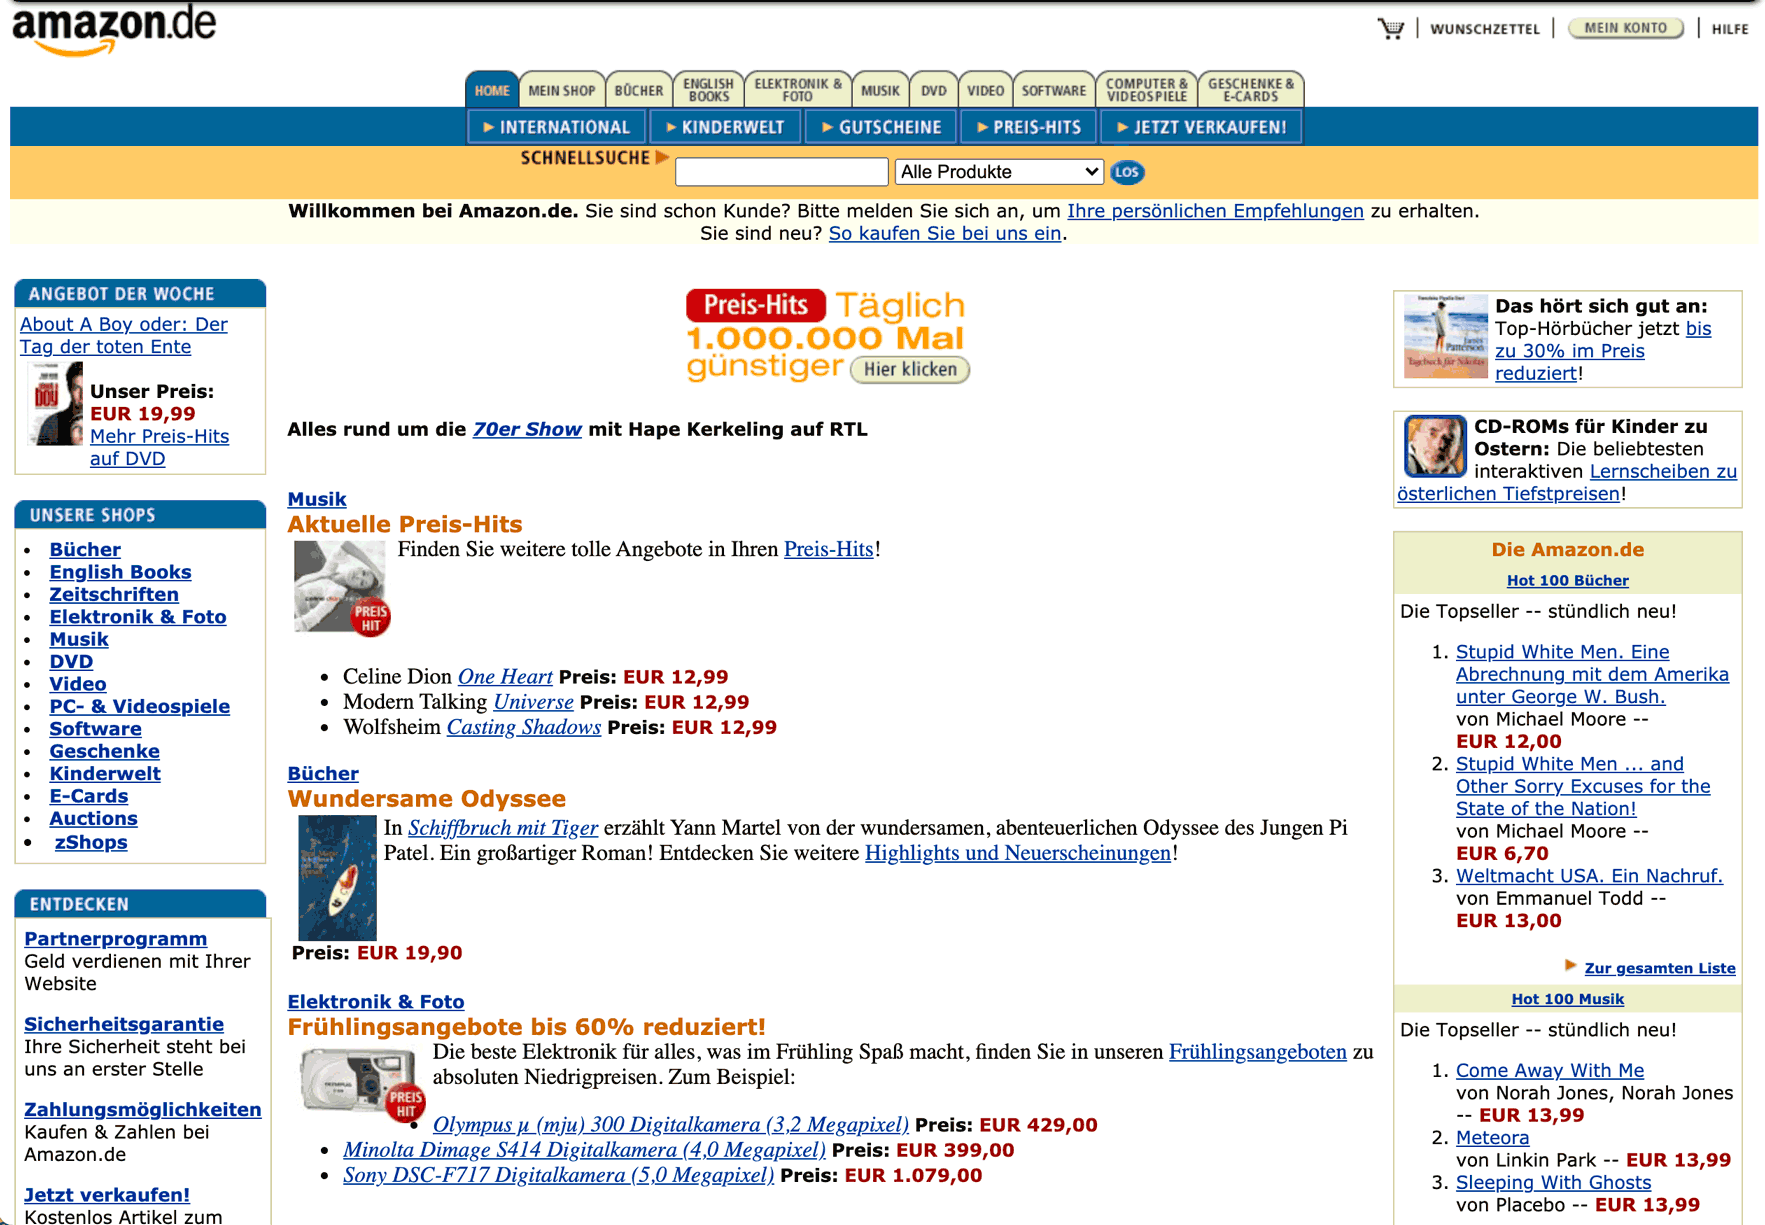 amazon.de
WUNSCHZETTEL
MEIN KONTO
HILFE
HOME
MEIN SHOP
BÜCHER
ENGLISH BOOKS
ELEKTRONIK & FOTO
MUSIK
DVD
VIDEO
SOFTWARE
COMPUTER & VIDEOSPIELE
GESCHENKE & E-CARDS
INTERNATIONAL
KINDERWELT
GUTSCHEINE
PREIS-HITS
JETZT VERKAUFEN!
SCHNELLSUCHE
Alle Produkte
LOS
Willkommen bei Amazon.de. Sie sind schon Kunde? Bitte melden Sie sich an, um Ihre persönlichen Empfehlungen zu erhalten.
Sie sind neu? So kaufen Sie bei uns ein.
ANGEBOT DER WOCHE
About A Boy oder: Der
Tag der toten Ente
Unser Preis:
EUR 19,99
Mehr Preis-Hits
auf DVD
UNSERE SHOPS
• Bücher
• English Books
• Zeitschriften
• Elektronik & Foto
• Musik
• DVD
• Video
• PC- & Videospiele
• Software
• Geschenke
• Kinderwelt
• E-Cards
• Auctions
• zShops
ENTDECKEN
Partnerprogramm
Geld verdienen mit Ihrer
Website
Sicherheitsgarantie
Ihre Sicherheit steht bei
uns an erster Stelle
Zahlungsmöglichkeiten
Kaufen & Zahlen bei
Amazon.de
Jetzt verkaufen!
Kostenlos Artikel zum
Preis-Hits Täglich
1.000.000 Mal
günstiger Hier klicken
Alles rund um die 70er Show mit Hape Kerkeling auf RTL
Musik
Aktuelle Preis-Hits
Finden Sie weitere tolle Angebote in Ihren Preis-Hits!
PREIS
HIT
• Celine Dion One Heart Preis: EUR 12,99
• Modern Talking Universe Preis: EUR 12,99
• Wolfsheim Casting Shadows Preis: EUR 12,99
Bücher
Wundersame Odyssee
In Schiffbruch mit Tiger erzählt Yann Martel von der wundersamen, abenteuerlichen Odyssee des Jungen Pi
Patel. Ein großartiger Roman! Entdecken Sie weitere Highlights und Neuerscheinungen!
Preis: EUR 19,90
Elektronik & Foto
Frühlingsangebote bis 60% reduziert!
Die beste Elektronik für alles, was im Frühling Spaß macht, finden Sie in unseren Frühlingsangeboten zu
absoluten Niedrigpreisen. Zum Beispiel:
PREIS
HIT
• Olympus µ (mju) 300 Digitalkamera (3,2 Megapixel) Preis: EUR 429,00
• Minolta Dimage S414 Digitalkamera (4,0 Megapixel) Preis: EUR 399,00
• Sony DSC-F717 Digitalkamera (5,0 Megapixel) Preis: EUR 1.079,00
Das hört sich gut an:
Top-Hörbücher jetzt bis
zu 30% im Preis
reduziert!
CD-ROMs für Kinder zu
Ostern: Die beliebtesten
interaktiven Lernscheiben zu
österlichen Tiefstpreisen!
Die Amazon.de
Hot 100 Bücher
Die Topseller -- stündlich neu!
1. Stupid White Men. Eine
Abrechnung mit dem Amerika
unter George W. Bush.
von Michael Moore --
EUR 12,00
2. Stupid White Men ... and
Other Sorry Excuses for the
State of the Nation!
von Michael Moore --
EUR 6,70
3. Weltmacht USA. Ein Nachruf.
von Emmanuel Todd --
EUR 13,00
Zur gesamten Liste
Hot 100 Musik
Die Topseller -- stündlich neu!
1. Come Away With Me
von Norah Jones, Norah Jones
-- EUR 13,99
2. Meteora
von Linkin Park -- EUR 13,99
3. Sleeping With Ghosts
von Placebo -- EUR 13,99